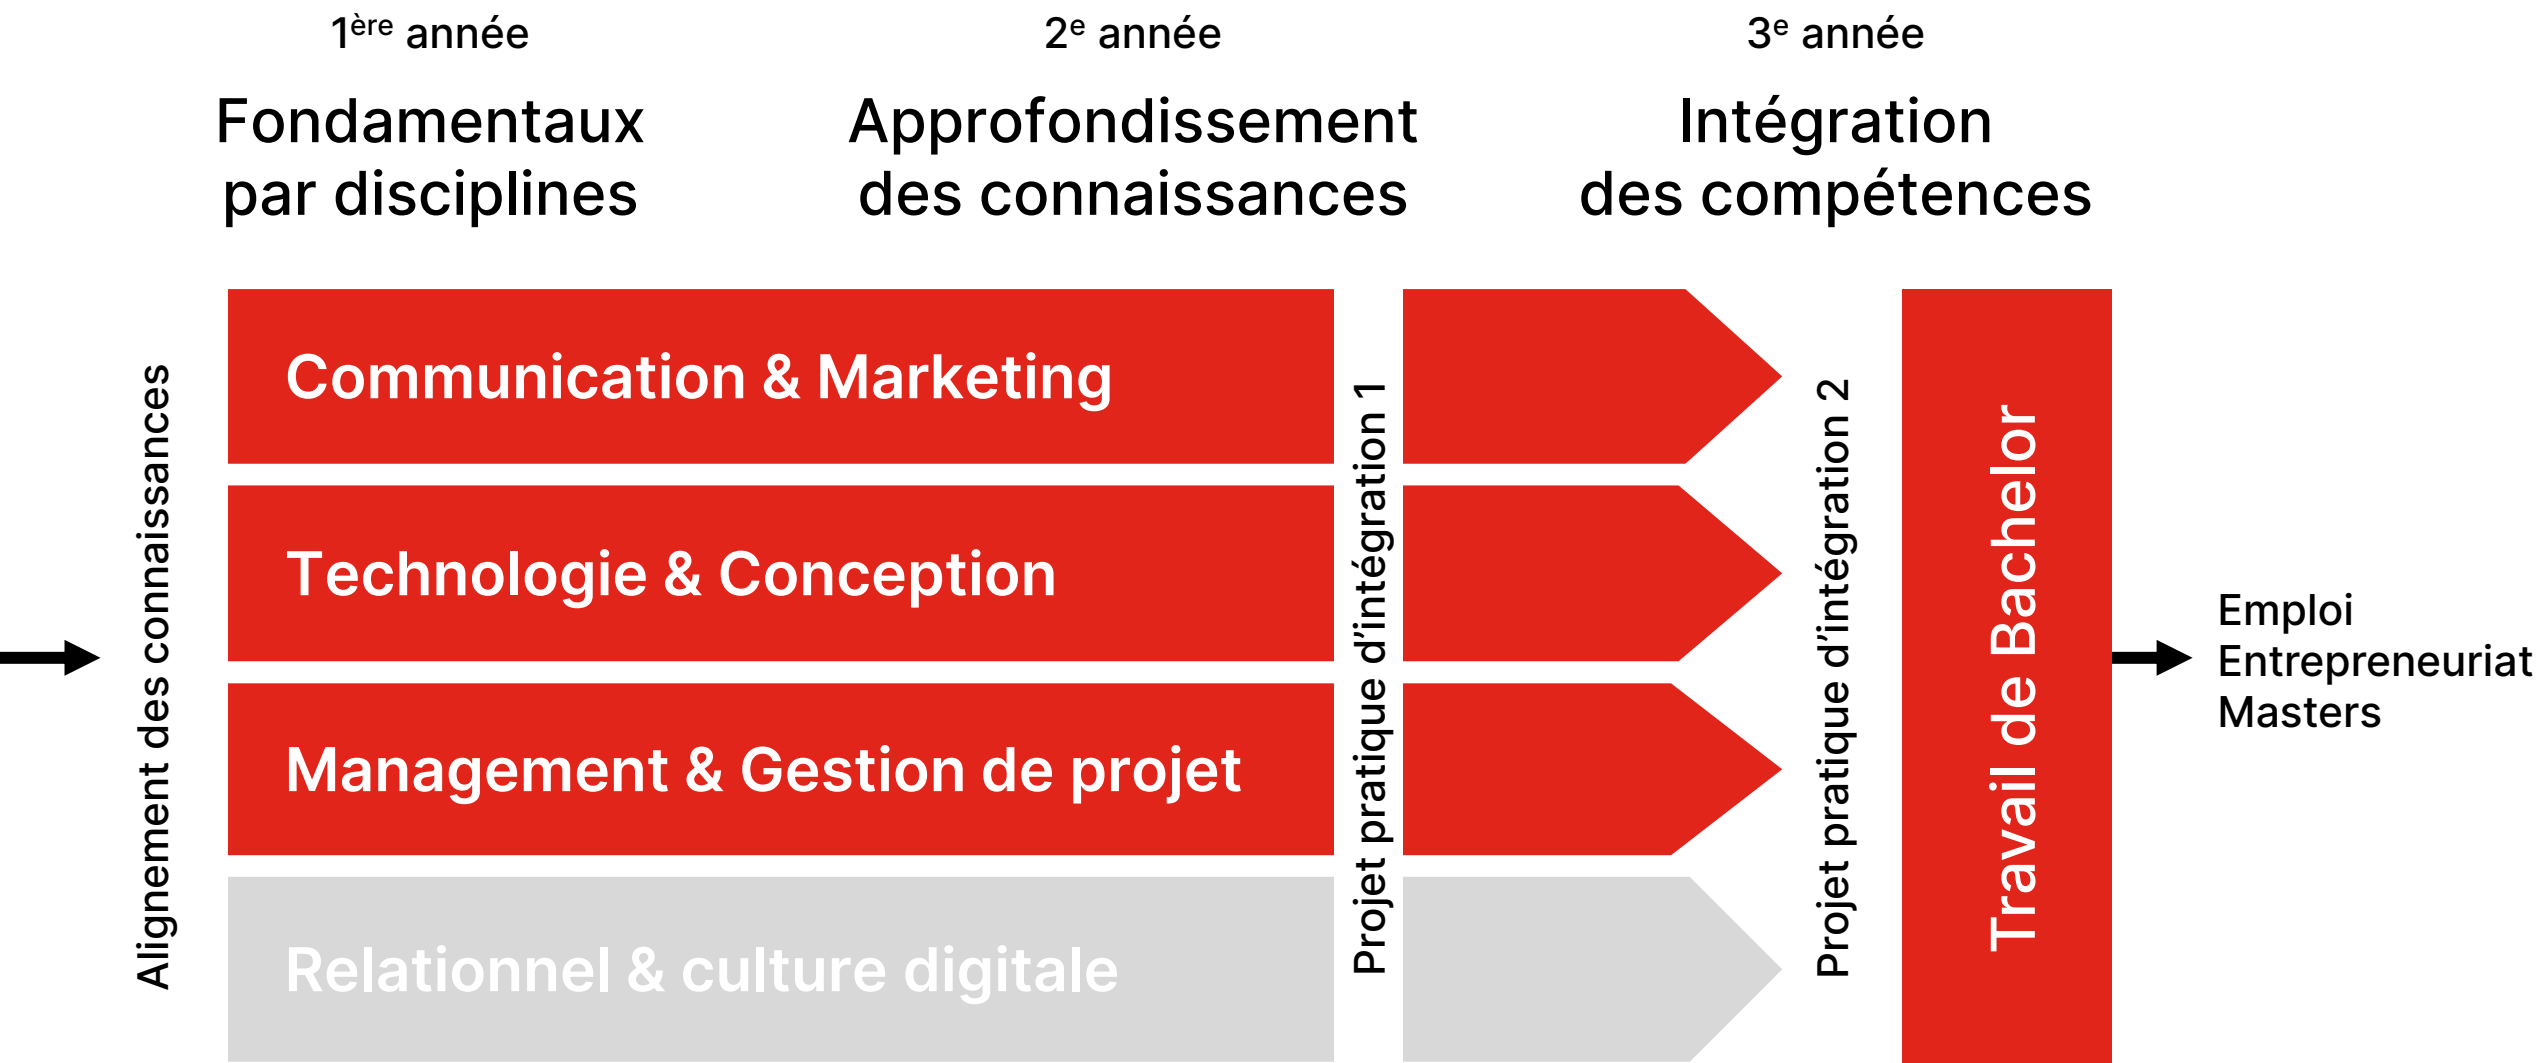 1ère année
Fondamentaux
par disciplines
2e année
Approfondissement
des connaissances
3e année
Intégration
des compétences
Alignement des connaissances
Communication & Marketing
Technologie & Conception
Management & Gestion de projet
Relationnel & culture digitale
Projet pratique d’intégration 1
Projet pratique d’intégration 2
Travail de Bachelor
Emploi
Entrepreneuriat
Masters